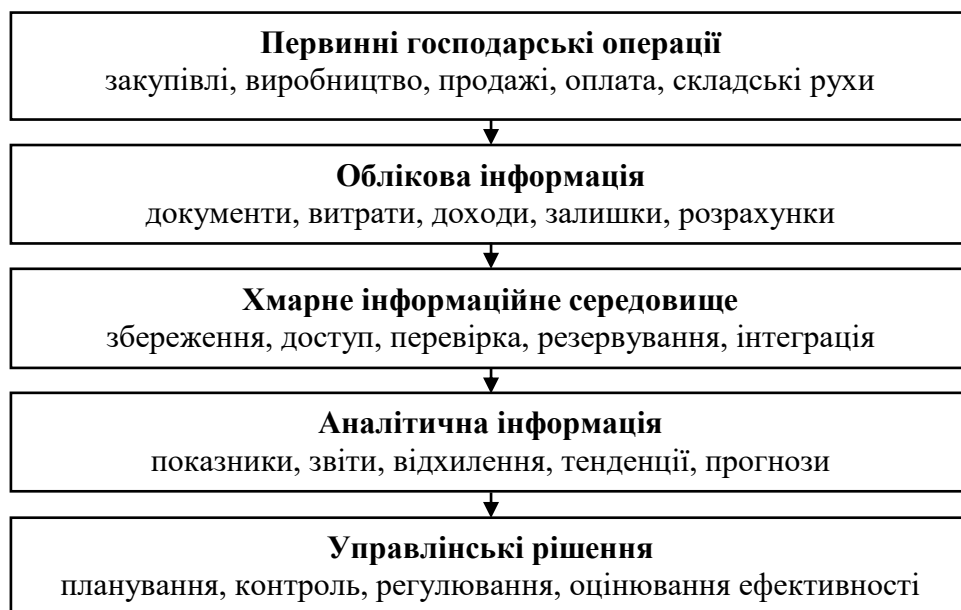 Первинні господарські операції
закупівлі, виробництво, продажі, оплата, складські рухи
Облікова інформація
документи, витрати, доходи, залишки, розрахунки
Хмарне інформаційне середовище
збереження, доступ, перевірка, резервування, інтеграція
Аналітична інформація
показники, звіти, відхилення, тенденції, прогнози
Управлінські рішення
планування, контроль, регулювання, оцінювання ефективності